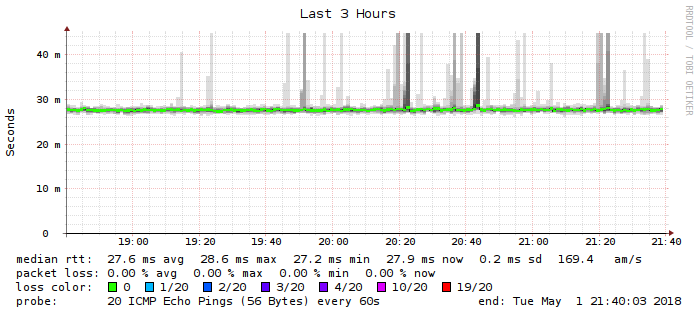 Last 3 Hours
RRDTOOL / TOBI OETIKER
Seconds
40 m
30 m
20 m
10 m
0
19:00 19:20 19:40 20:00 20:20 20:40 21:00 21:20 21:40
median rtt: 27.6 ms avg 28.6 ms max 27.2 ms min 27.9 ms now 0.2 ms sd 169.4 am/s
packet loss: 0.00 % avg 0.00 % max 0.00 % min 0.00 % now
loss color: 0 1/20 2/20 3/20 4/20 10/20 19/20
probe: 20 ICMP Echo Pings (56 Bytes) every 60s end: Tue May 1 21:40:03 2018